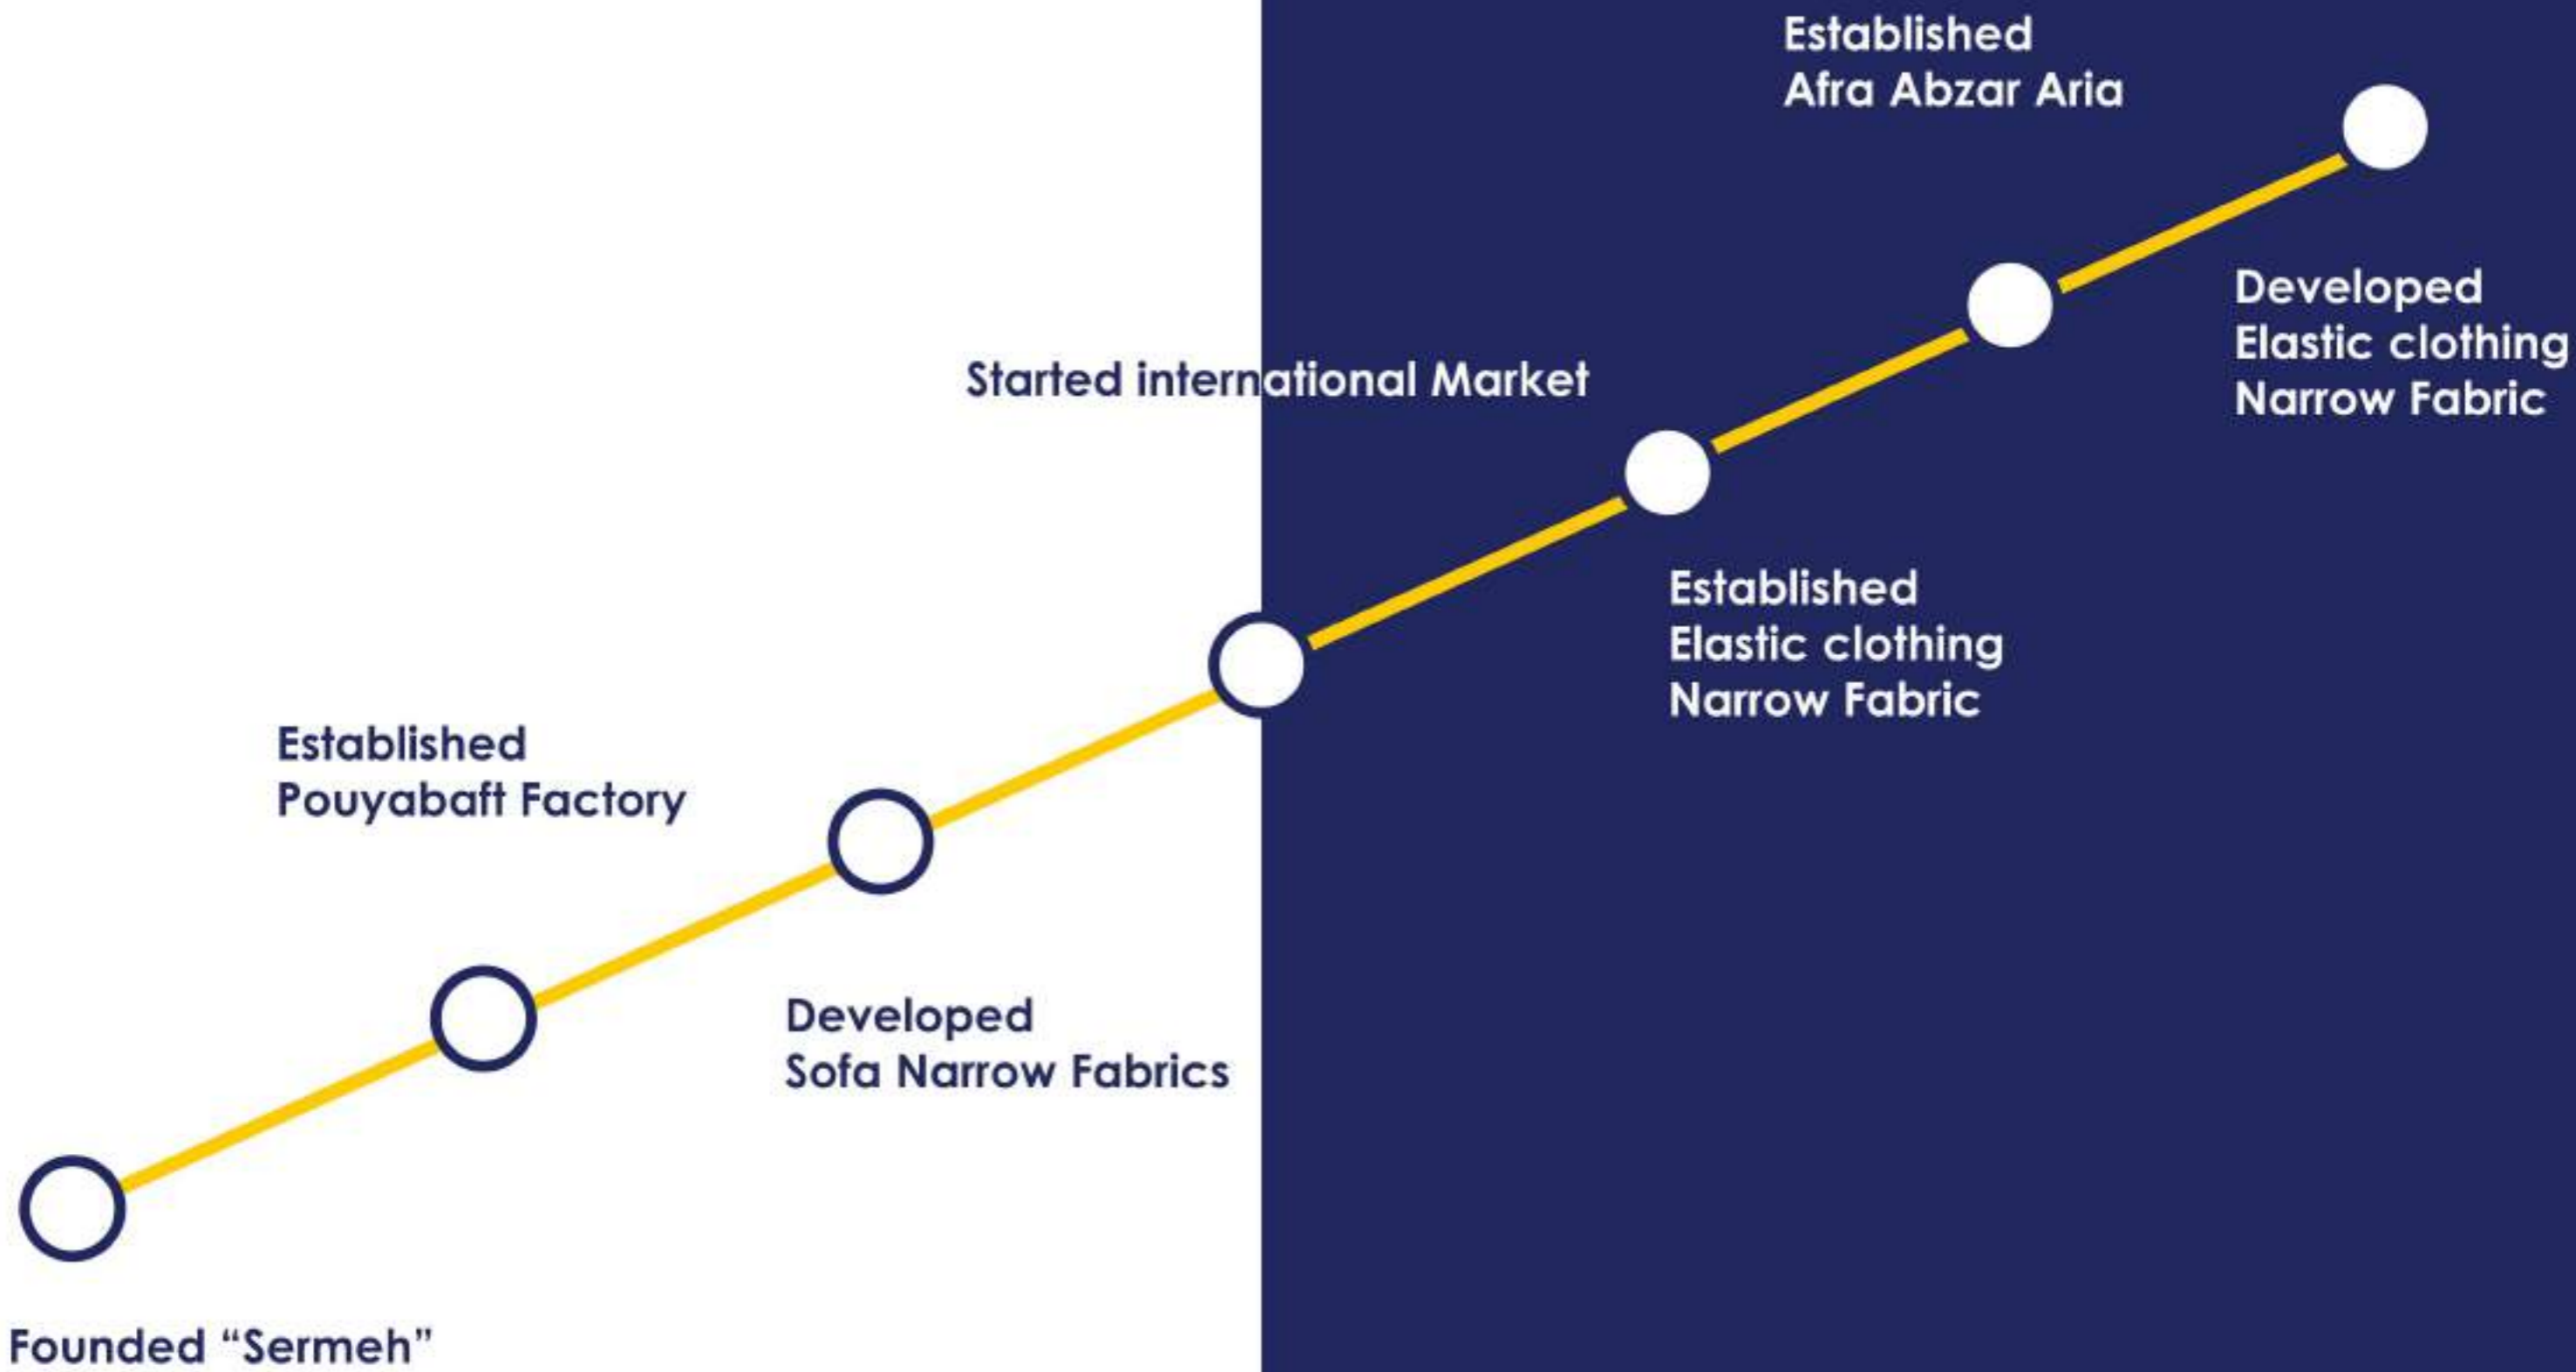 Established
Afra Abzar Aria
Developed
Elastic clothing
Narrow Fabric
Started international Market
Established
Elastic clothing
Narrow Fabric
Established
Pouyabaft Factory
Developed
Sofa Narrow Fabrics
Founded “Sermeh”